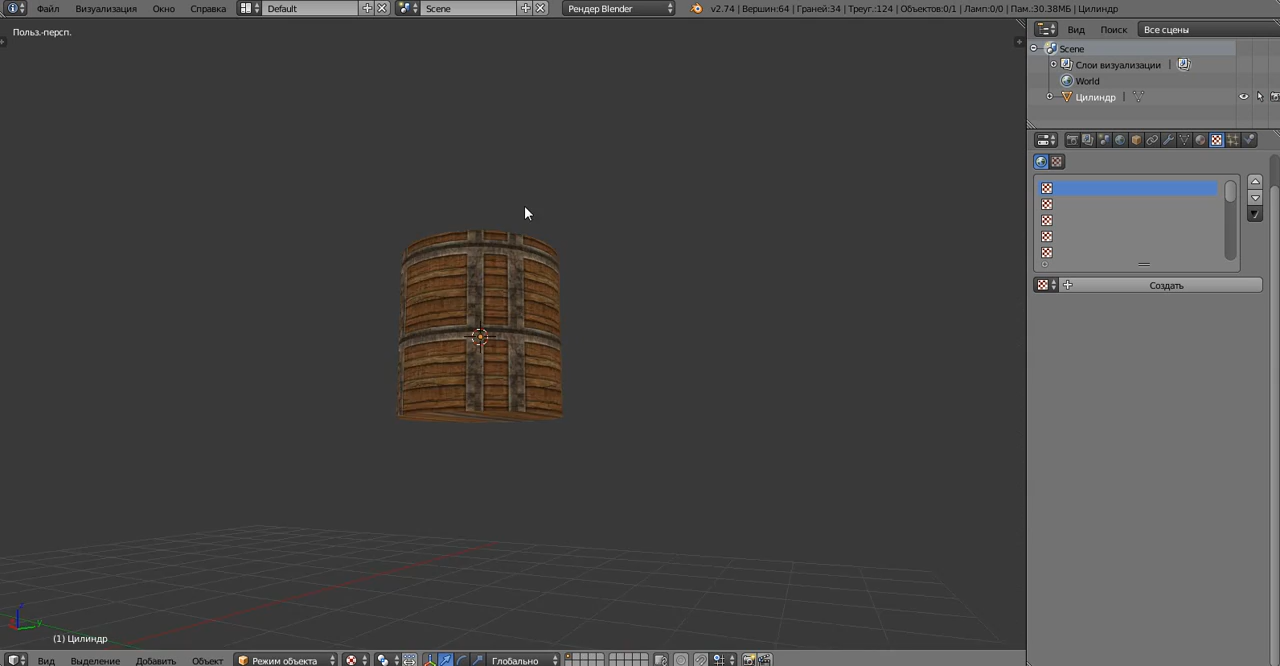 Файл Визуализация Окно Справка Default Scene Рендер Blender v2.74 | Вершин:64 | Граней:34 | Треуг.:124 | Объектов:0/1 | Ламп:0/0 | Пам.:30.38МБ | Цилиндр
Польз.-персп.
Вид Поиск Все сцены
Scene
Слои визуализации |
World
Цилиндр |
Создать
z
y
(1) Цилиндр
Вид Выделение Добавить Объект Режим объекта Глобально